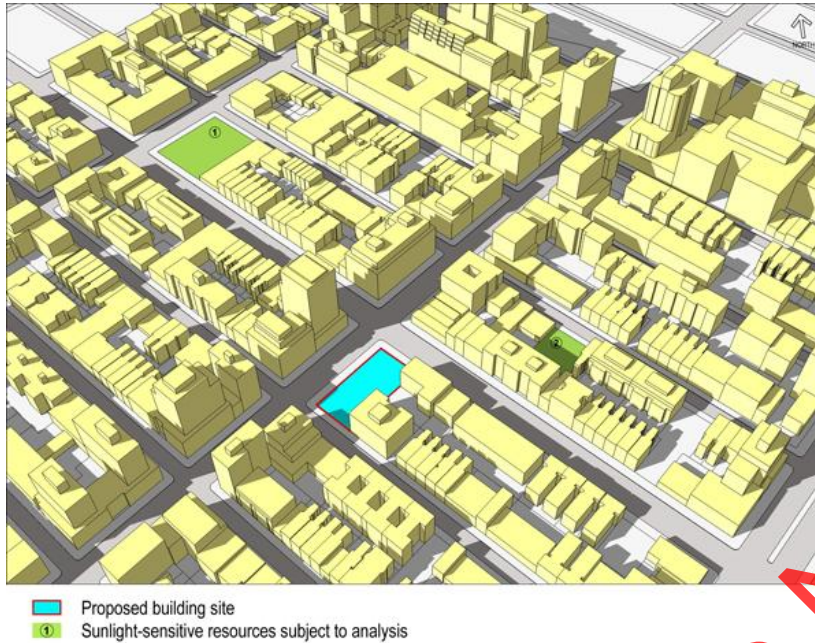 NORTH
①
②
Proposed building site
① Sunlight-sensitive resources subject to analysis